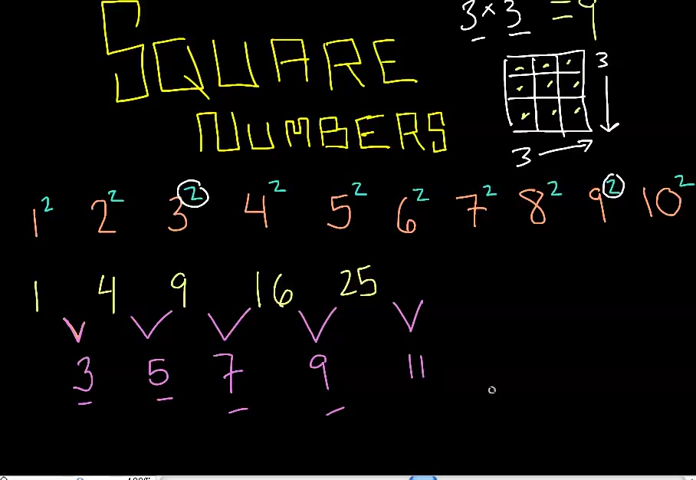 3 × 3 = 9
SQUARE
NUMBERS
3
3
1² 2² 3² 4² 5² 6² 7² 8² 9² 10²
1 4 9 16 25
3 5 7 9 11